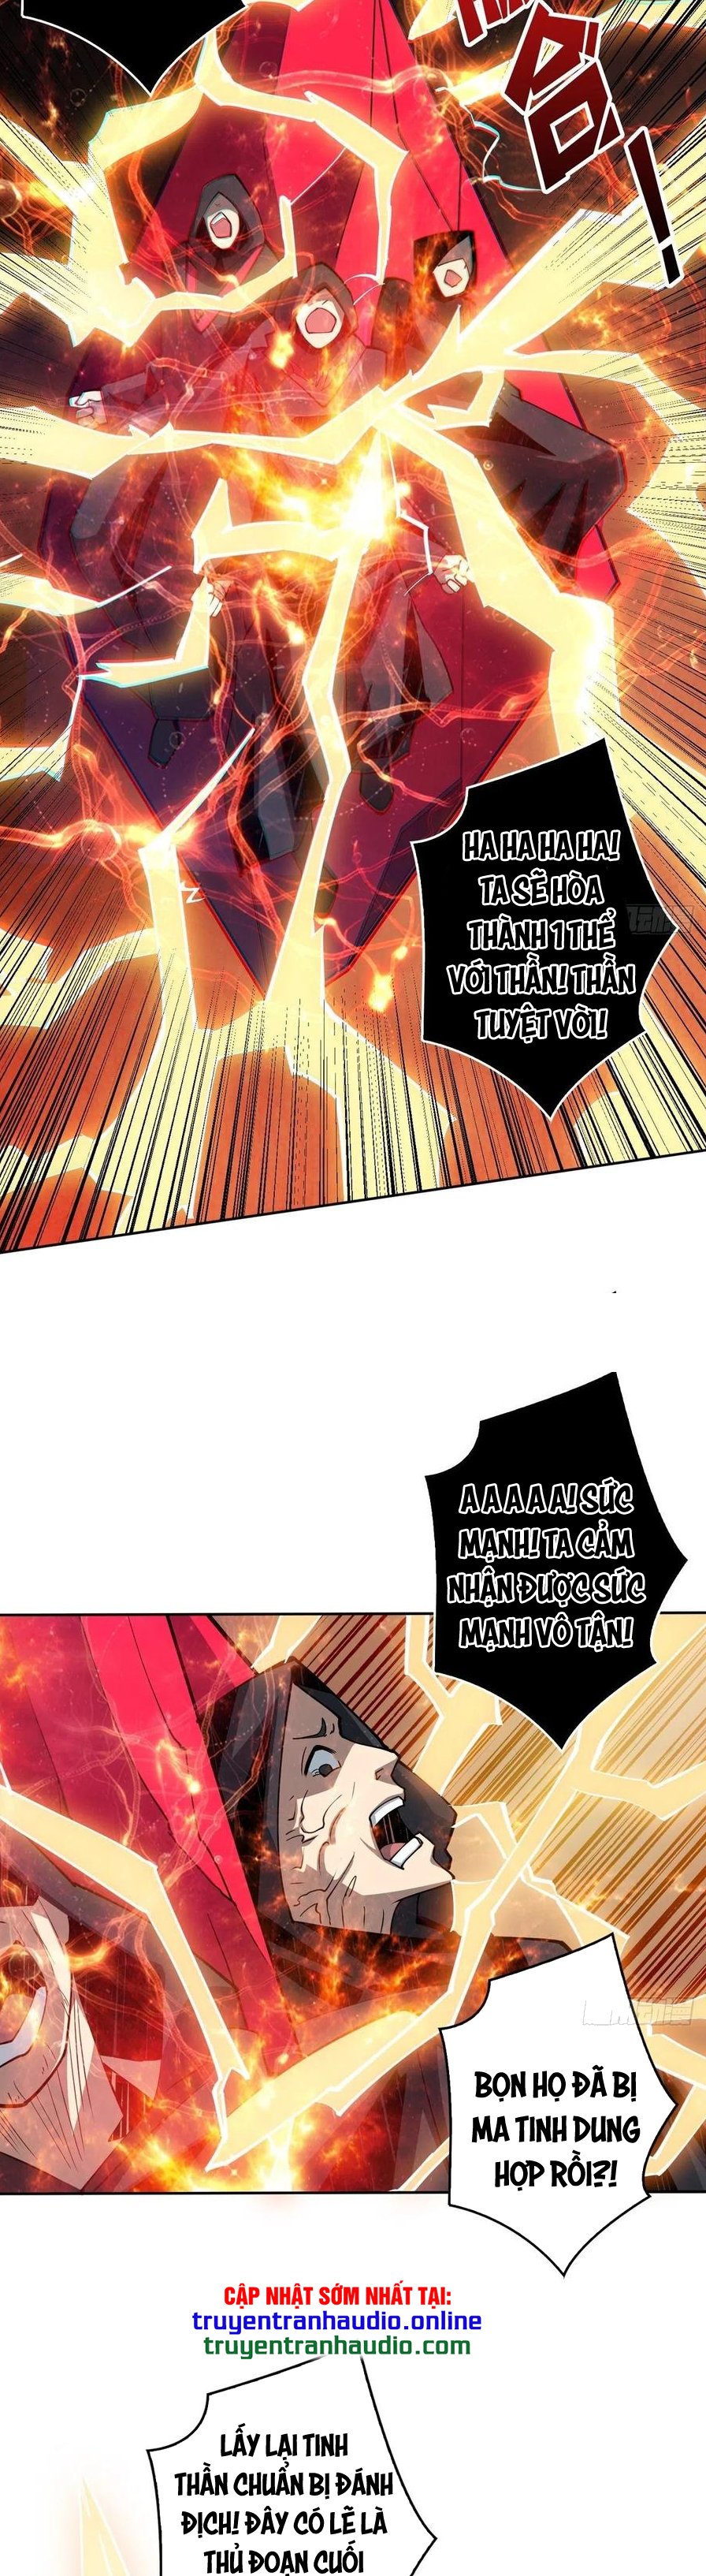 HA HA HA HA!
TA SẼ HÒA
THÀNH 1 THỂ
VỚI THẦN! THẦN
TUYỆT VỜI!
A A A A A! SỨC
MẠNH! TA CẢM
NHẬN ĐƯỢC SỨC
MẠNH VÔ TẬN!
BỌN HỌ ĐÃ BỊ
MA TINH DUNG
HỢP RỒI?!
CẬP NHẬT SỚM NHẤT TẠI:
truyentranhaudio.online
truyentranhaudio.com
LẤY LẠI TINH
THẦN CHUẨN BỊ ĐÁNH
ĐỊCH! ĐÂY CÓ LẼ LÀ
THỦ ĐOẠN CUỐI